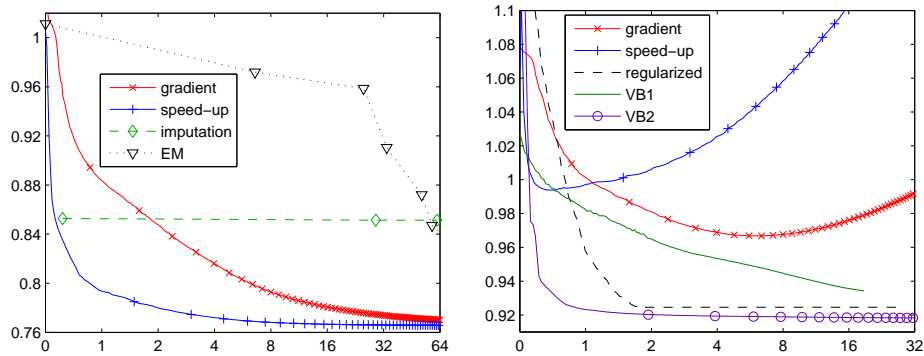 1
0.96
0.92
0.88
0.84
0.8
0.76
0 1 2 4 8 16 32 64
gradient
speed-up
imputation
EM
1.1
1.08
1.06
1.04
1.02
1
0.98
0.96
0.94
0.92
0 1 2 4 8 16 32
gradient
speed-up
regularized
VB1
VB2